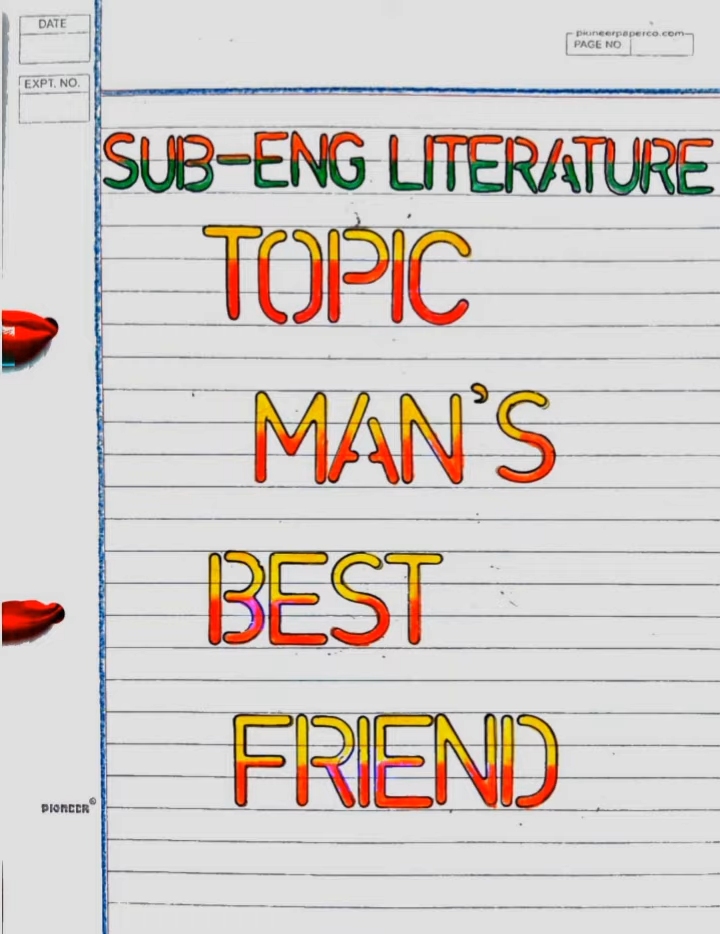 DATE
pioneerpaperco.com
PAGE NO
EXPT. NO.
SUB-ENG LITERATURE
TOPIC
MAN'S
BEST
FRIEND
PIONEER®